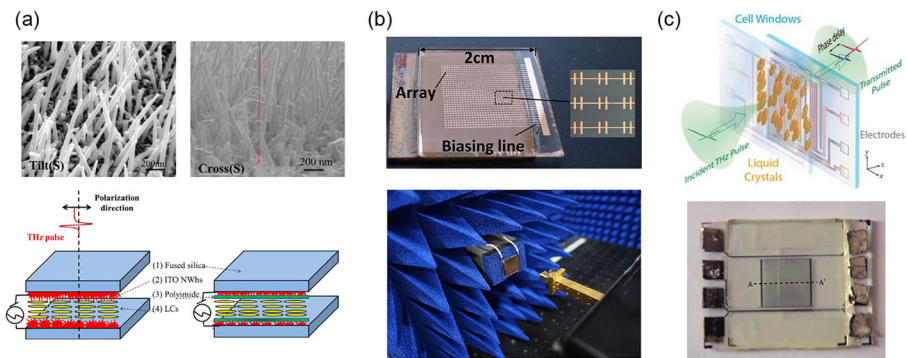 (a)
Tilt(S)
200nm
Cross(S)
200 nm
Polarization
direction
THz pulse
(1) Fused silica
(2) ITO NWhs
(3) Polyimide
(4) LCs
(b)
2cm
Array
Biasing line
(c)
Cell Windows
Phase delay
Transmitted
Pulse
Incident THz Pulse
Liquid
Crystals
Electrodes
y
z
x
A
A'